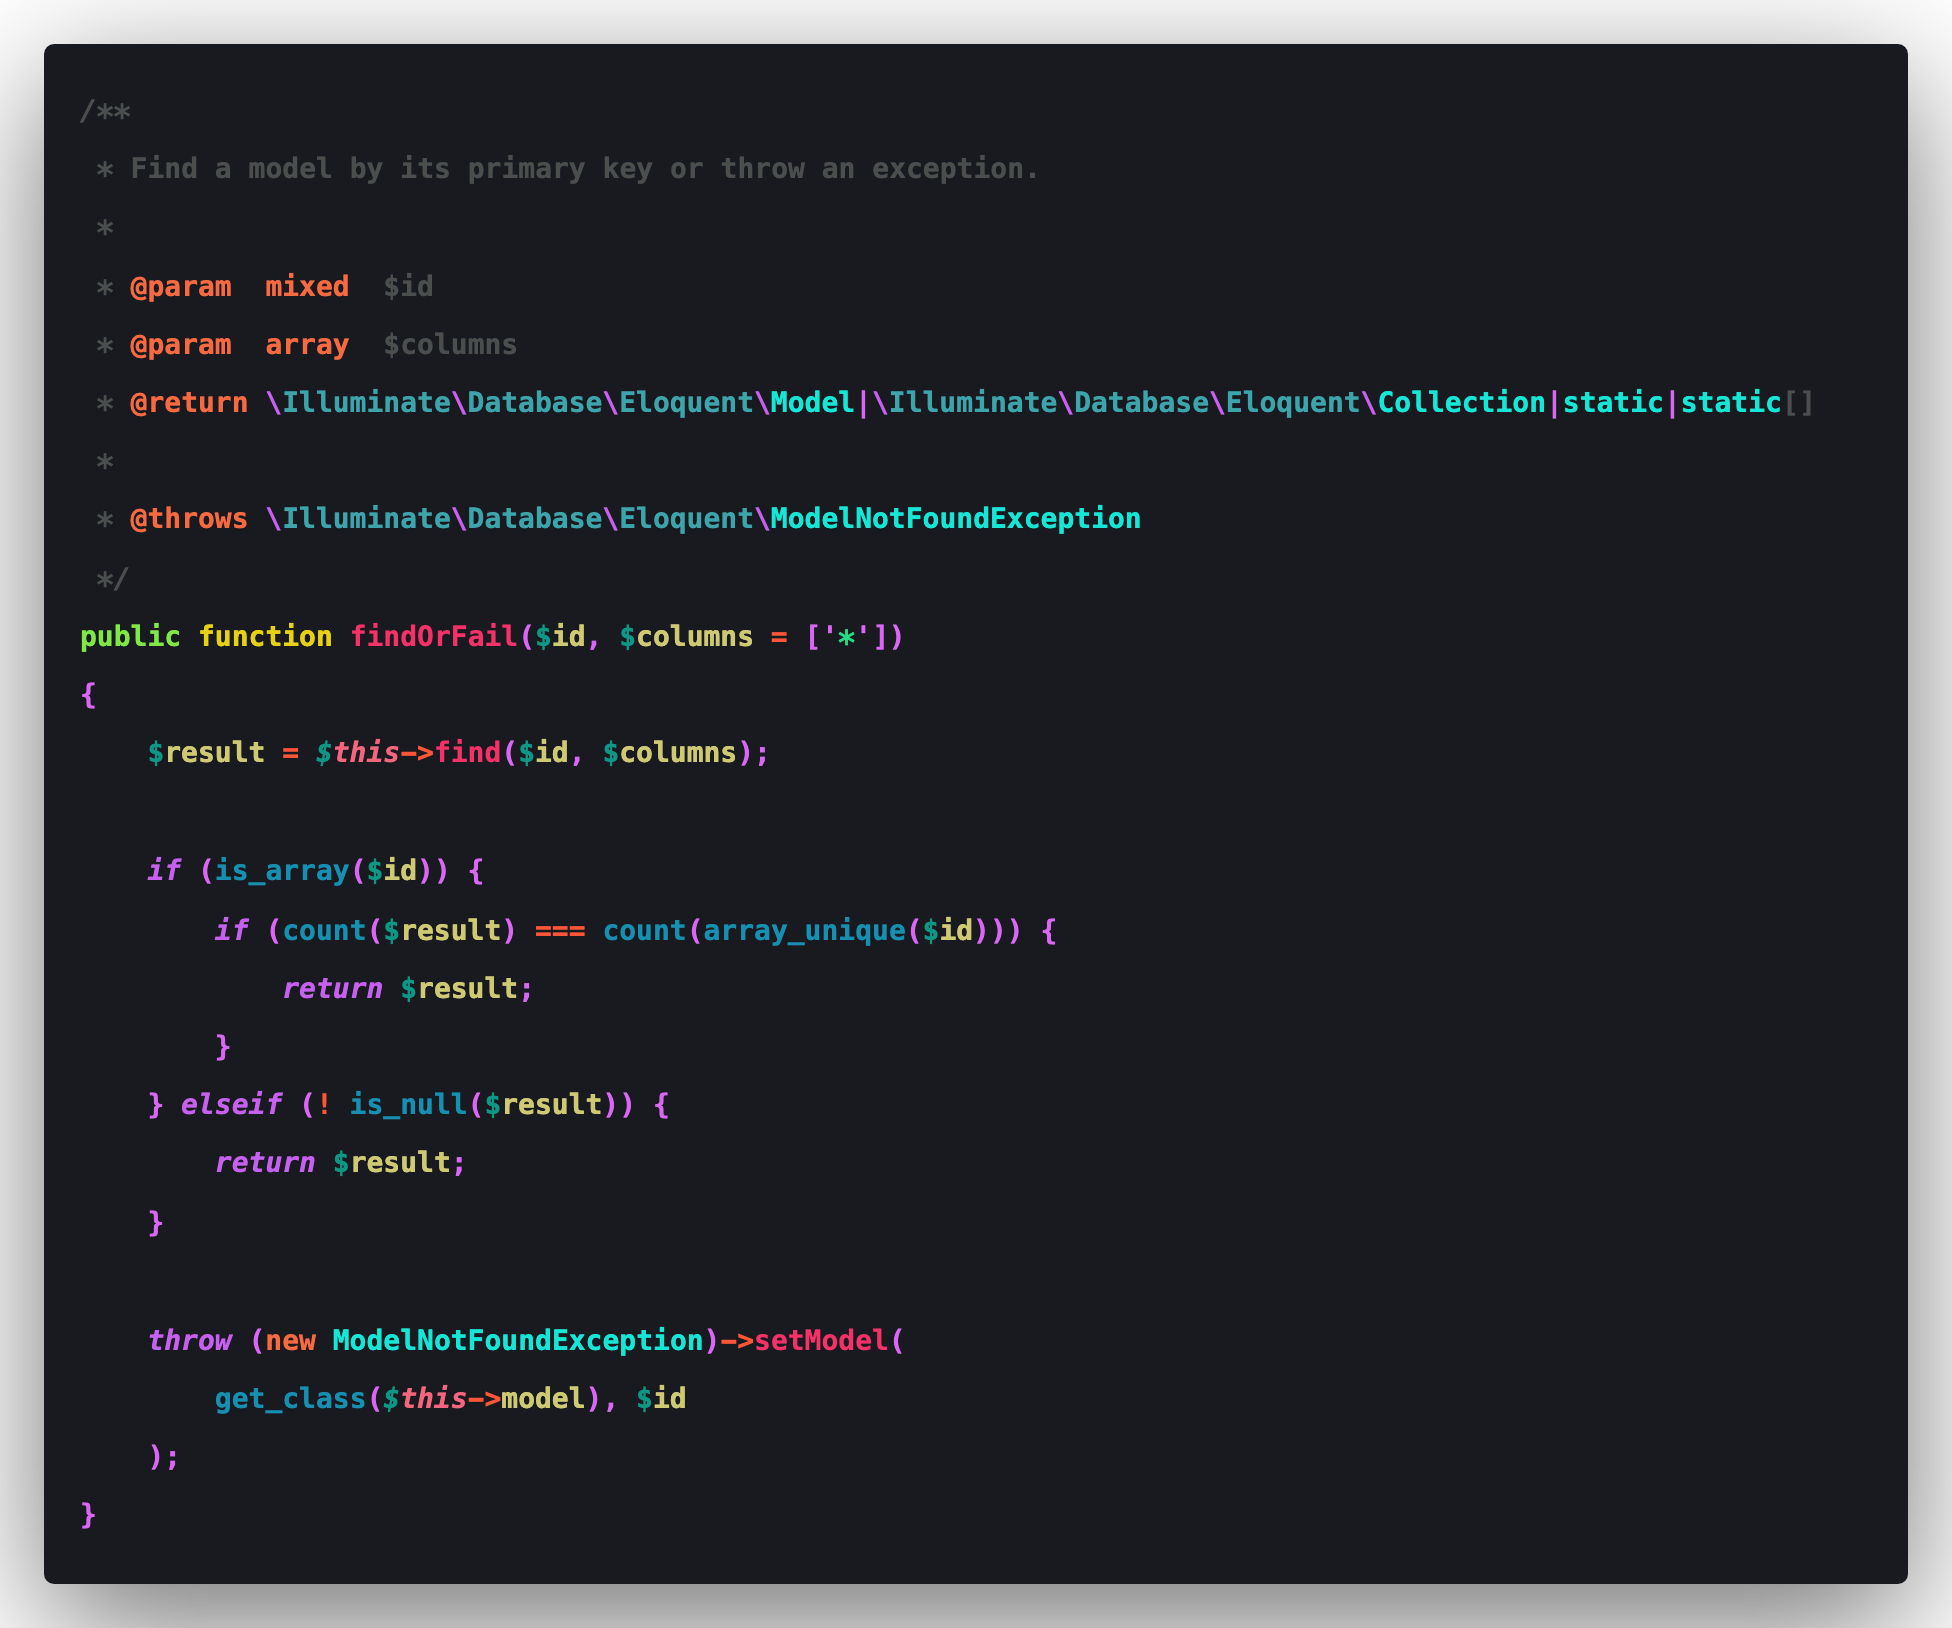 /**
 * Find a model by its primary key or throw an exception.
 *
 * @param  mixed  $id
 * @param  array  $columns
 * @return \Illuminate\Database\Eloquent\Model|\Illuminate\Database\Eloquent\Collection|static|static[]
 *
 * @throws \Illuminate\Database\Eloquent\ModelNotFoundException
 */
public function findOrFail($id, $columns = ['*'])
{
    $result = $this->find($id, $columns);

    if (is_array($id)) {
        if (count($result) === count(array_unique($id))) {
            return $result;
        }
    } elseif (! is_null($result)) {
        return $result;
    }

    throw (new ModelNotFoundException)->setModel(
        get_class($this->model), $id
    );
}